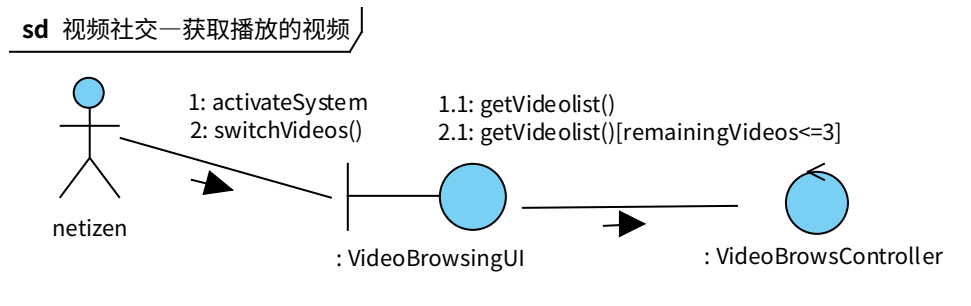 sd 视频社交—获取播放的视频
1: activateSystem
2: switchVideos()
1.1: getVideolist()
2.1: getVideolist()[remainingVideos<=3]
netizen
: VideoBrowsingUI
: VideoBrowsController